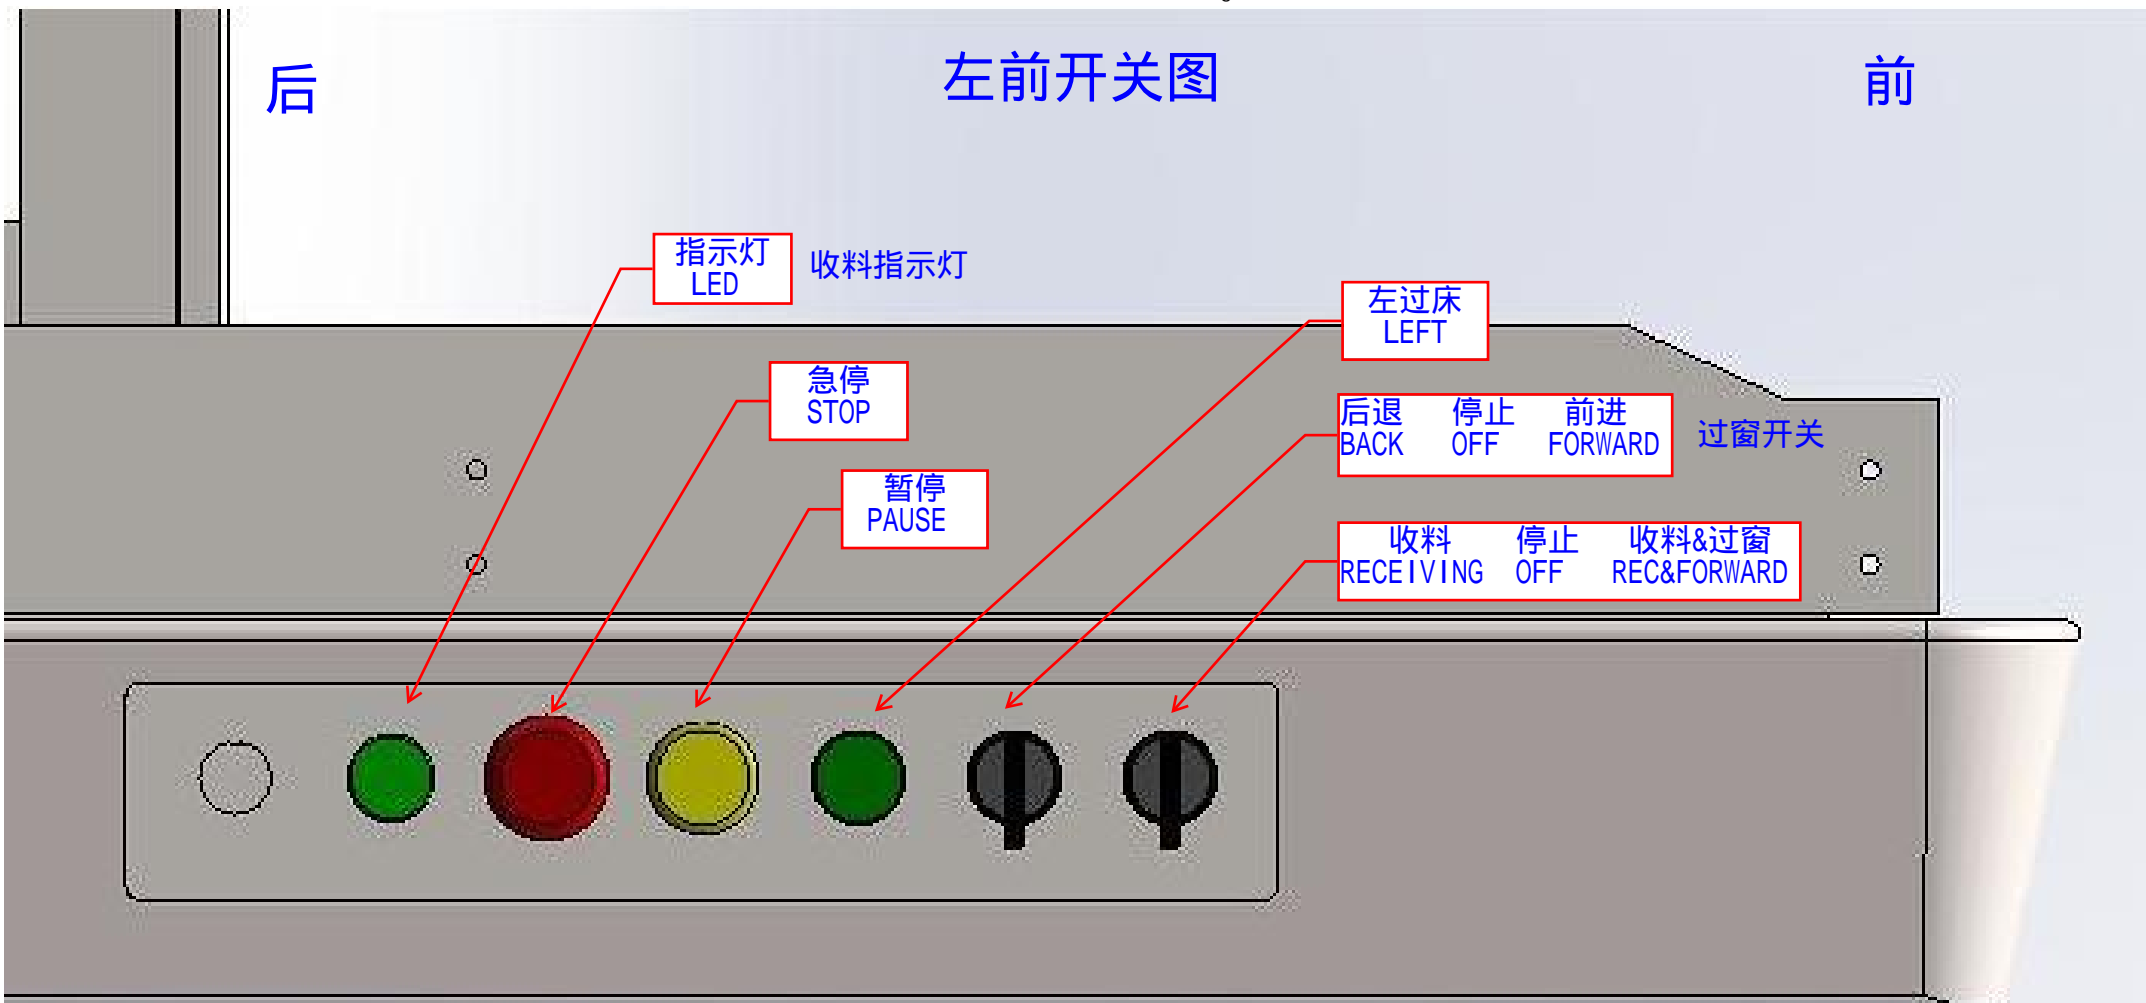 后
左前开关图
前
指示灯
LED
收料指示灯
左过床
LEFT
急停
STOP
后退 停止 前进
BACK OFF FORWARD
过窗开关
暂停
PAUSE
收料 停止 收料&过窗
RECEIVING OFF REC&FORWARD